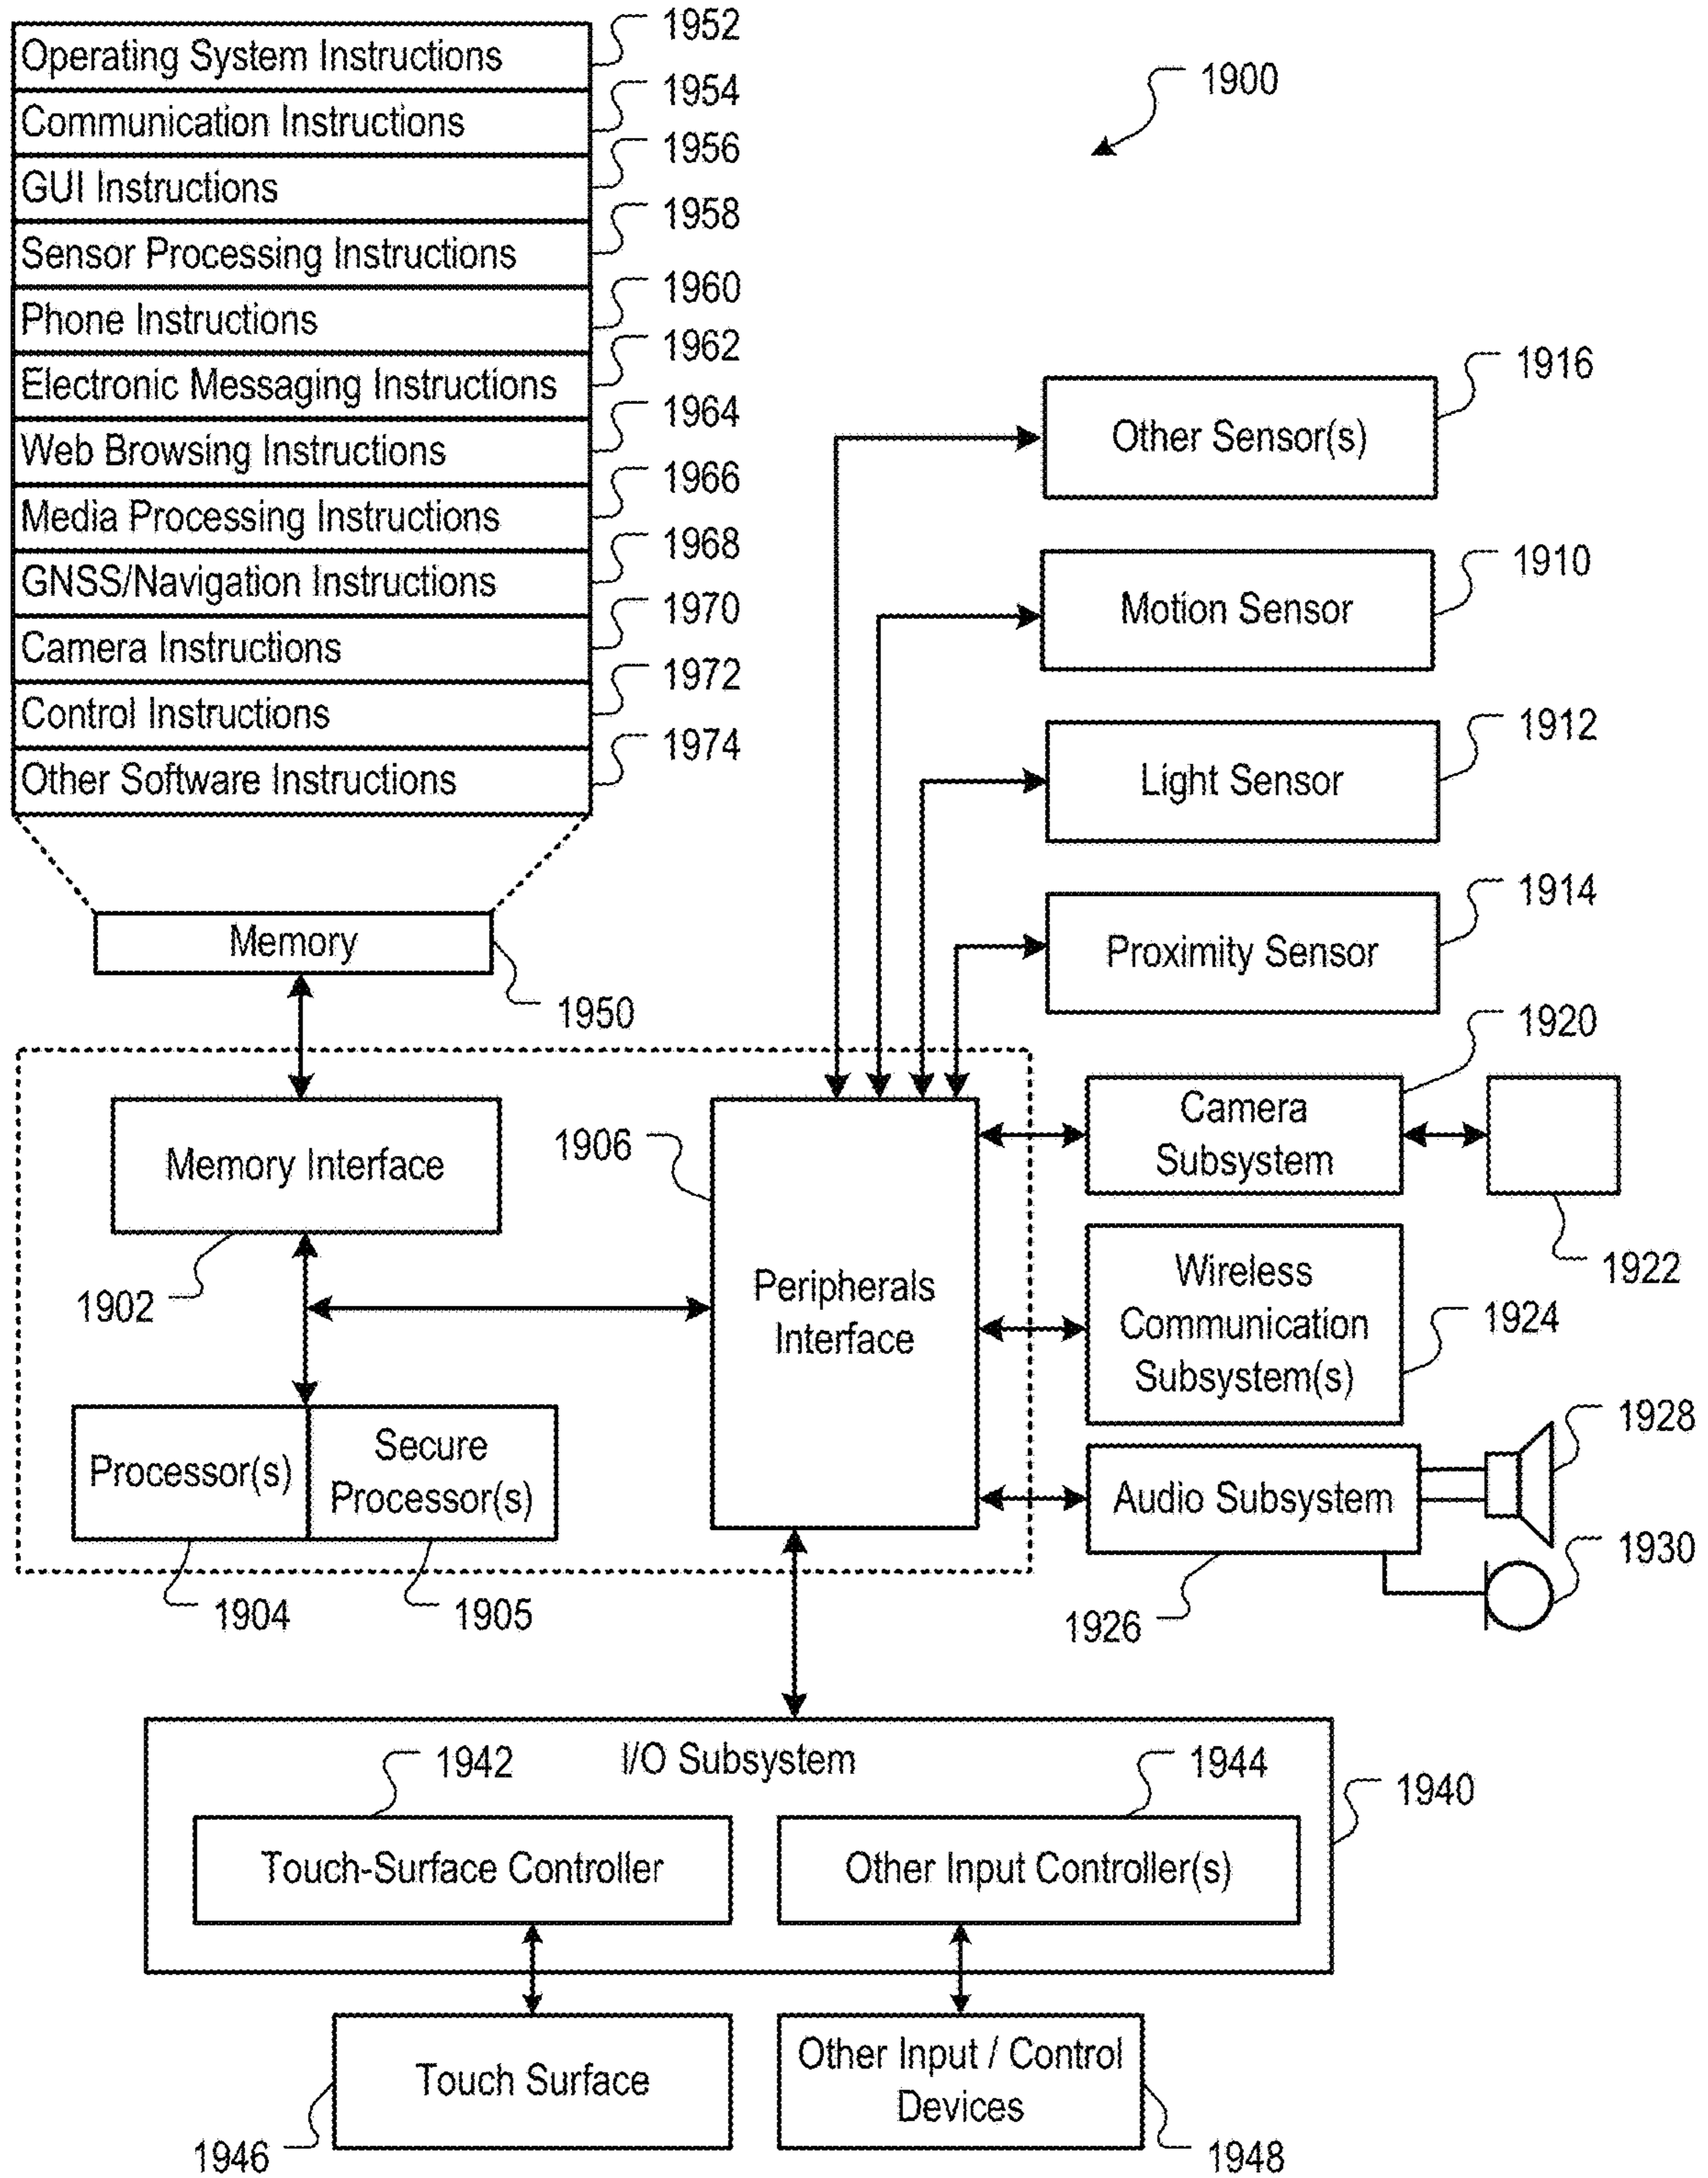 1952
Operating System Instructions
1954
Communication Instructions
1956
GUI Instructions
1958
Sensor Processing Instructions
1960
Phone Instructions
1962
Electronic Messaging Instructions
1964
Web Browsing Instructions
1966
Media Processing Instructions
1968
GNSS/Navigation Instructions
1970
Camera Instructions
1972
Control Instructions
1974
Other Software Instructions
1900
1916
Other Sensor(s)
1910
Motion Sensor
1912
Light Sensor
1914
Proximity Sensor
Memory
1950
1920
Camera
Subsystem
1922
Memory Interface
1902
1906
Peripherals
Interface
Wireless
Communication
Subsystem(s)
1924
Processor(s)
Secure
Processor(s)
1904
1905
Audio Subsystem
1926
1928
1930
I/O Subsystem
1942
1944
1940
Touch-Surface Controller
Other Input Controller(s)
Touch Surface
1946
Other Input / Control
Devices
1948